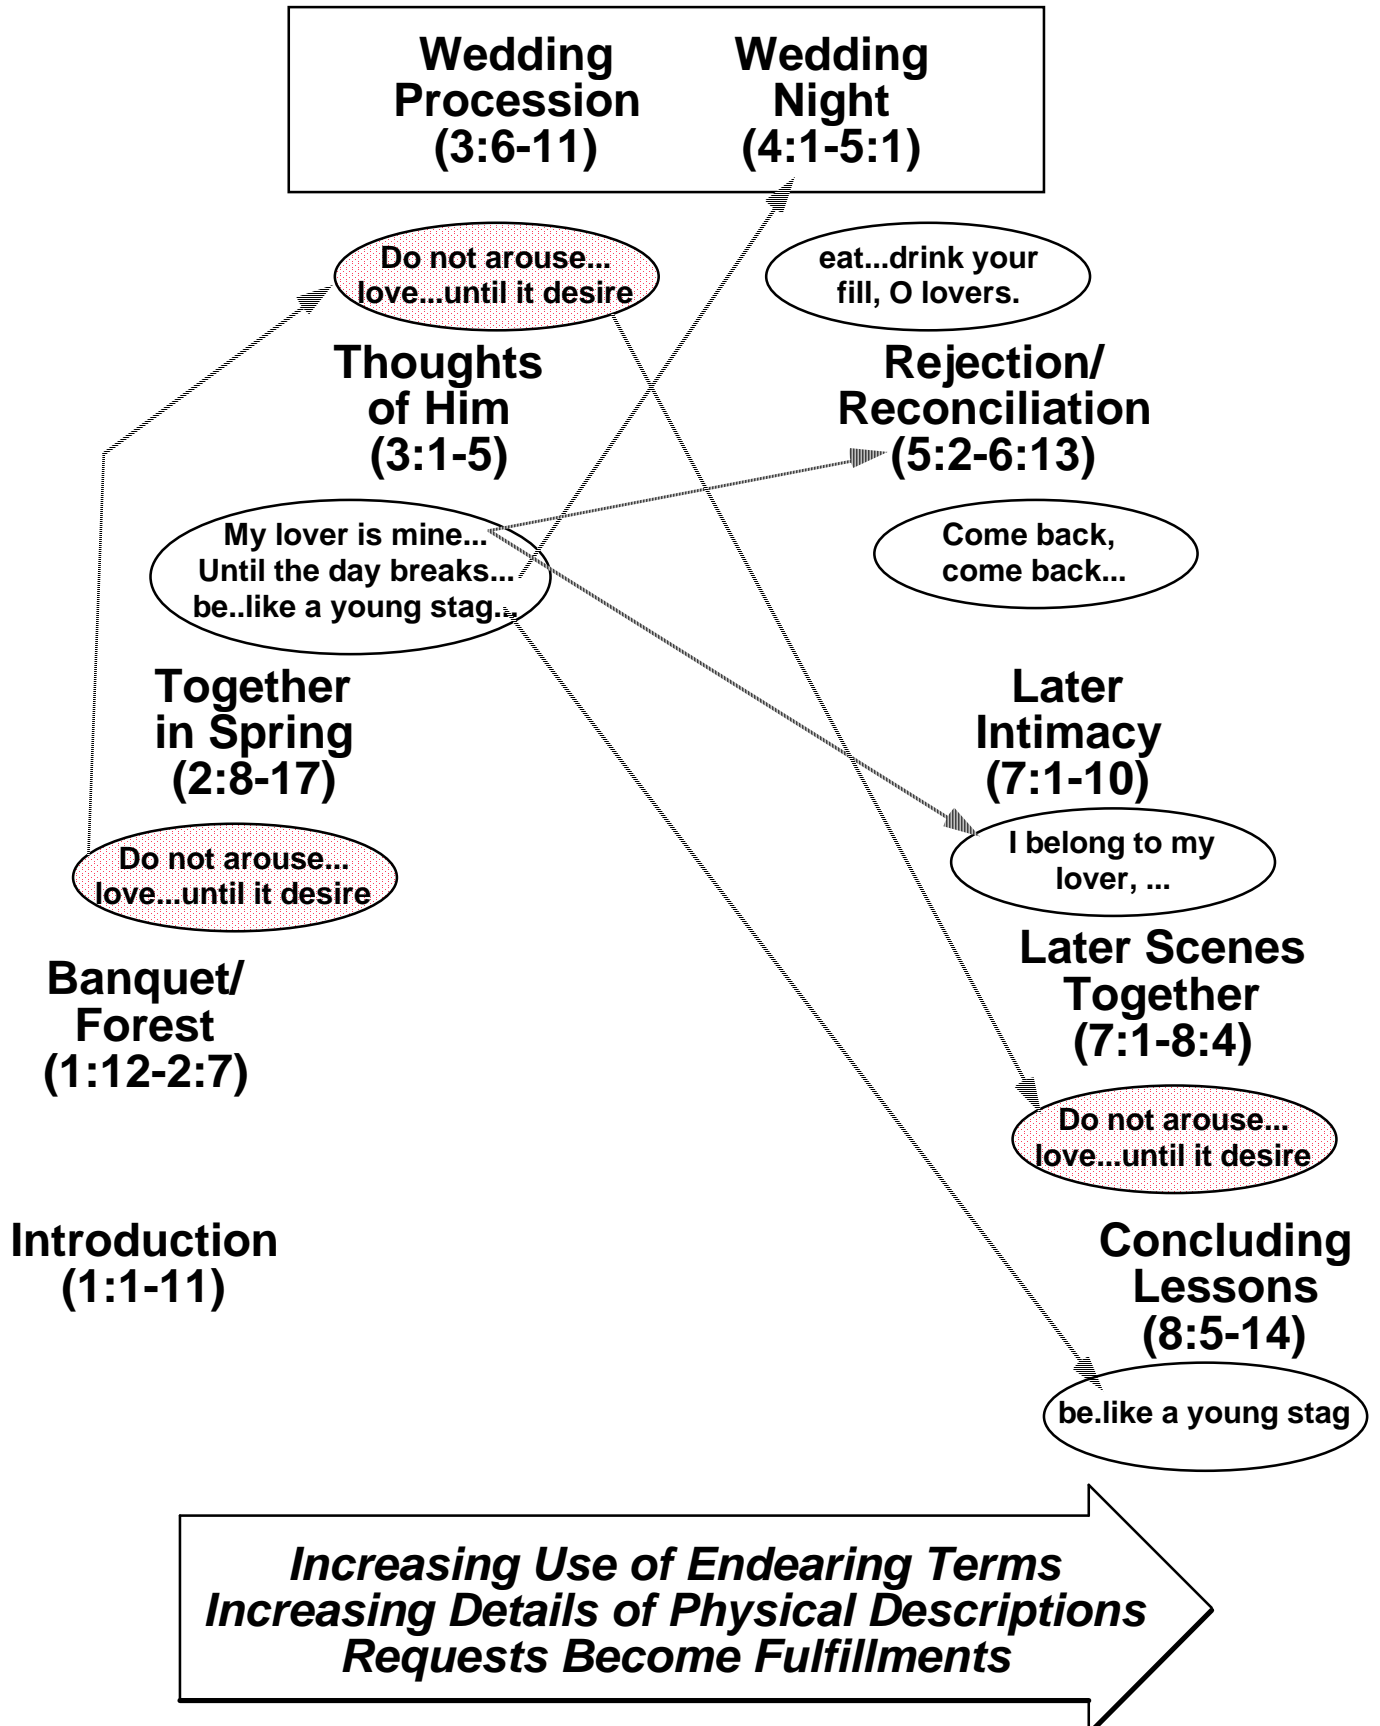 Wedding
Procession
(3:6-11)
Wedding
Night
(4:1-5:1)
Do not arouse...
love...until it desire
eat...drink your
fill, O lovers.
Thoughts
of Him
(3:1-5)
Rejection/
Reconciliation
(5:2-6:13)
My lover is mine...
Until the day breaks...
be..like a young stag...
Come back,
come back...
Together
in Spring
(2:8-17)
Later
Intimacy
(7:1-10)
Do not arouse...
love...until it desire
I belong to my
lover, ...
Banquet/
Forest
(1:12-2:7)
Later Scenes
Together
(7:1-8:4)
Do not arouse...
love...until it desire
Introduction
(1:1-11)
Concluding
Lessons
(8:5-14)
be.like a young stag
Increasing Use of Endearing Terms
Increasing Details of Physical Descriptions
Requests Become Fulfillments